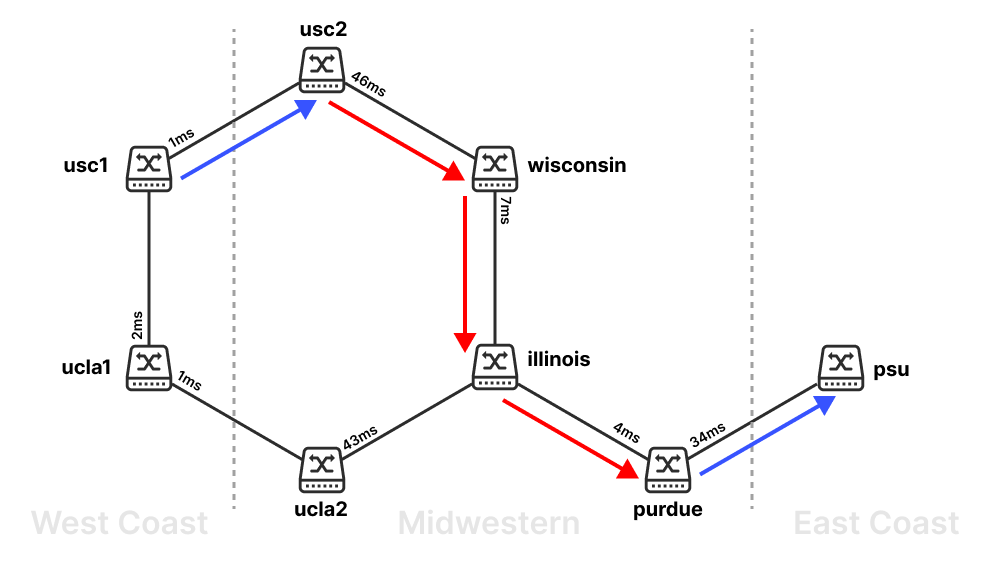 usc2
46ms
1ms
usc1
wisconsin
7ms
2ms
illinois
ucla1
1ms
psu
43ms
4ms
34ms
ucla2
purdue
West Coast
Midwestern
East Coast